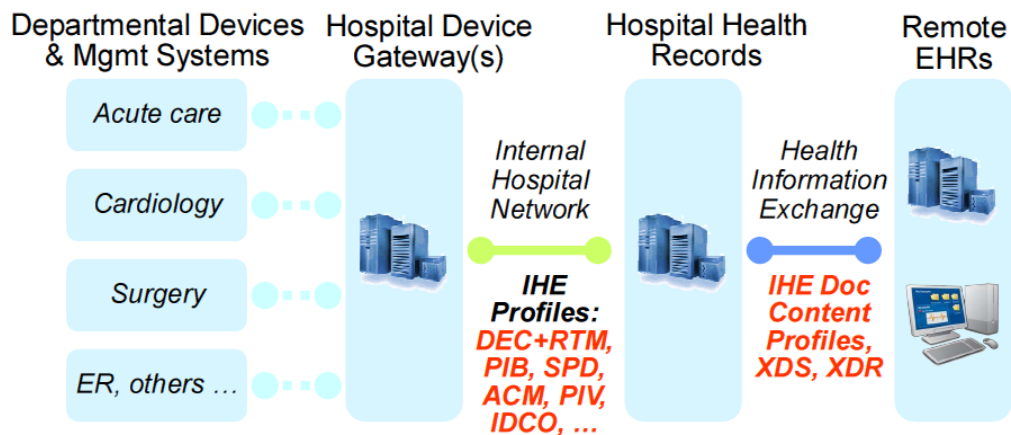 Departmental Devices
& Mgmt Systems
Hospital Device
Gateway(s)
Hospital Health
Records
Remote
EHRs
Acute care
Cardiology
Surgery
ER, others …
Internal
Hospital
Network
IHE
Profiles:
DEC+RTM,
PIB, SPD,
ACM, PIV,
IDCO, …
Health
Information
Exchange
IHE Doc
Content
Profiles,
XDS, XDR